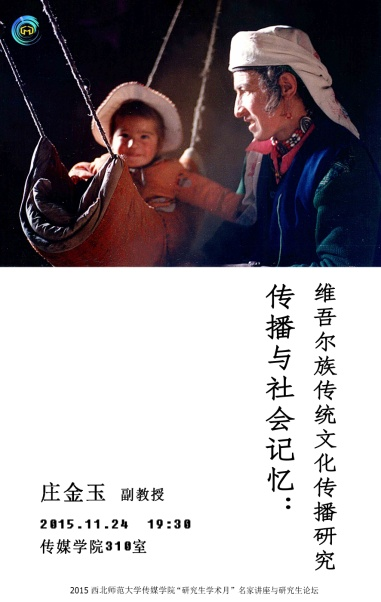 传播与社会记忆：
维吾尔族传统文化传播研究
庄金玉 副教授
2015.11.24 19:30
传媒学院310室
2015 西北师范大学传媒学院“研究生学术月”名家讲座与研究生论坛